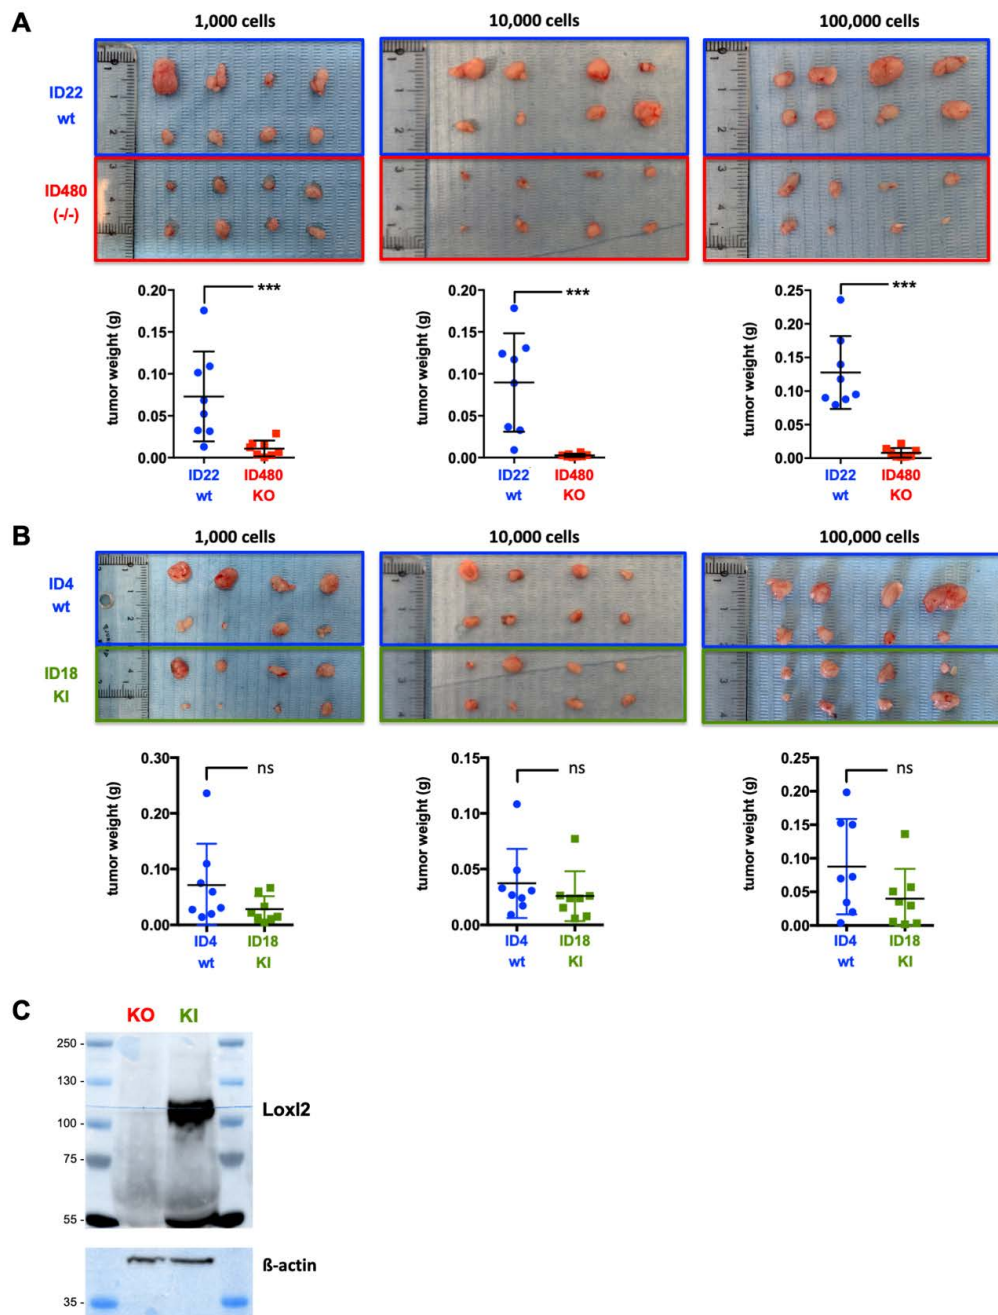 A
1,000 cells
10,000 cells
100,000 cells
ID22
wt
ID480
(-/-)
tumor weight (g)
0.20
0.15
0.10
0.05
0.00
***
ID22
wt
ID480
KO
tumor weight (g)
0.20
0.15
0.10
0.05
0.00
***
ID22
wt
ID480
KO
tumor weight (g)
0.25
0.20
0.15
0.10
0.05
0.00
***
ID22
wt
ID480
KO
B
1,000 cells
10,000 cells
100,000 cells
ID4
wt
ID18
KI
tumor weight (g)
0.30
0.20
0.10
0.00
ns
ID4
wt
ID18
KI
tumor weight (g)
0.15
0.10
0.05
0.00
ns
ID4
wt
ID18
KI
tumor weight (g)
0.25
0.20
0.15
0.10
0.05
0.00
ns
ID4
wt
ID18
KI
C
KO
KI
250 -
130 -
100 -
75 -
55 -
Loxl2
35 -
ß-actin